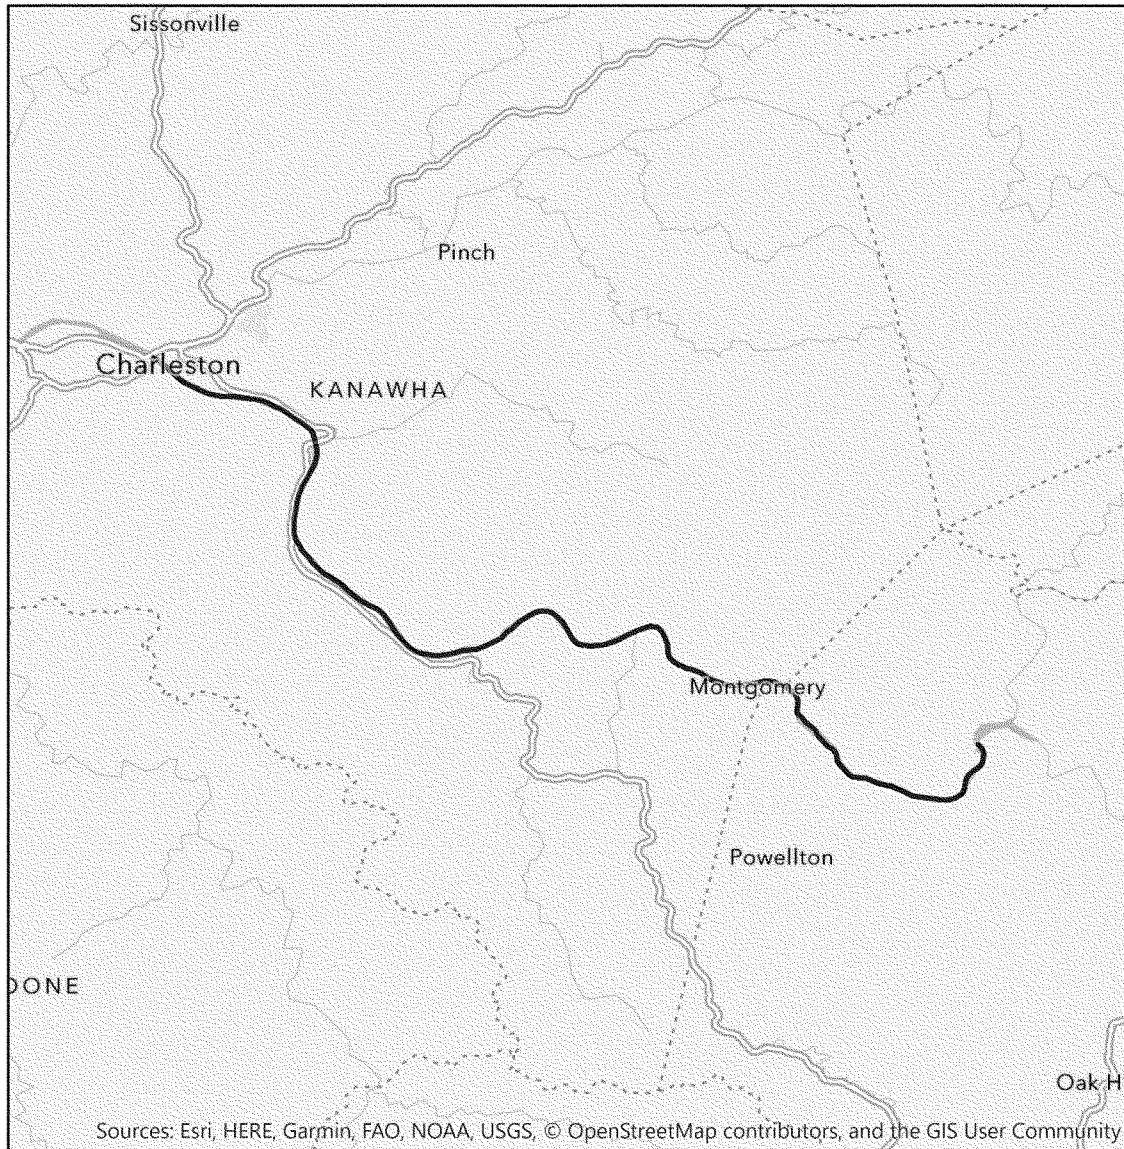 Sissonville
Pinch
Charleston
KANAWHA
Montgomery
Powellton
OONE
Oak H
Sources: Esri, HERE, Garmin, FAO, NOAA, USGS, © OpenStreetMap contributors, and the GIS User Community